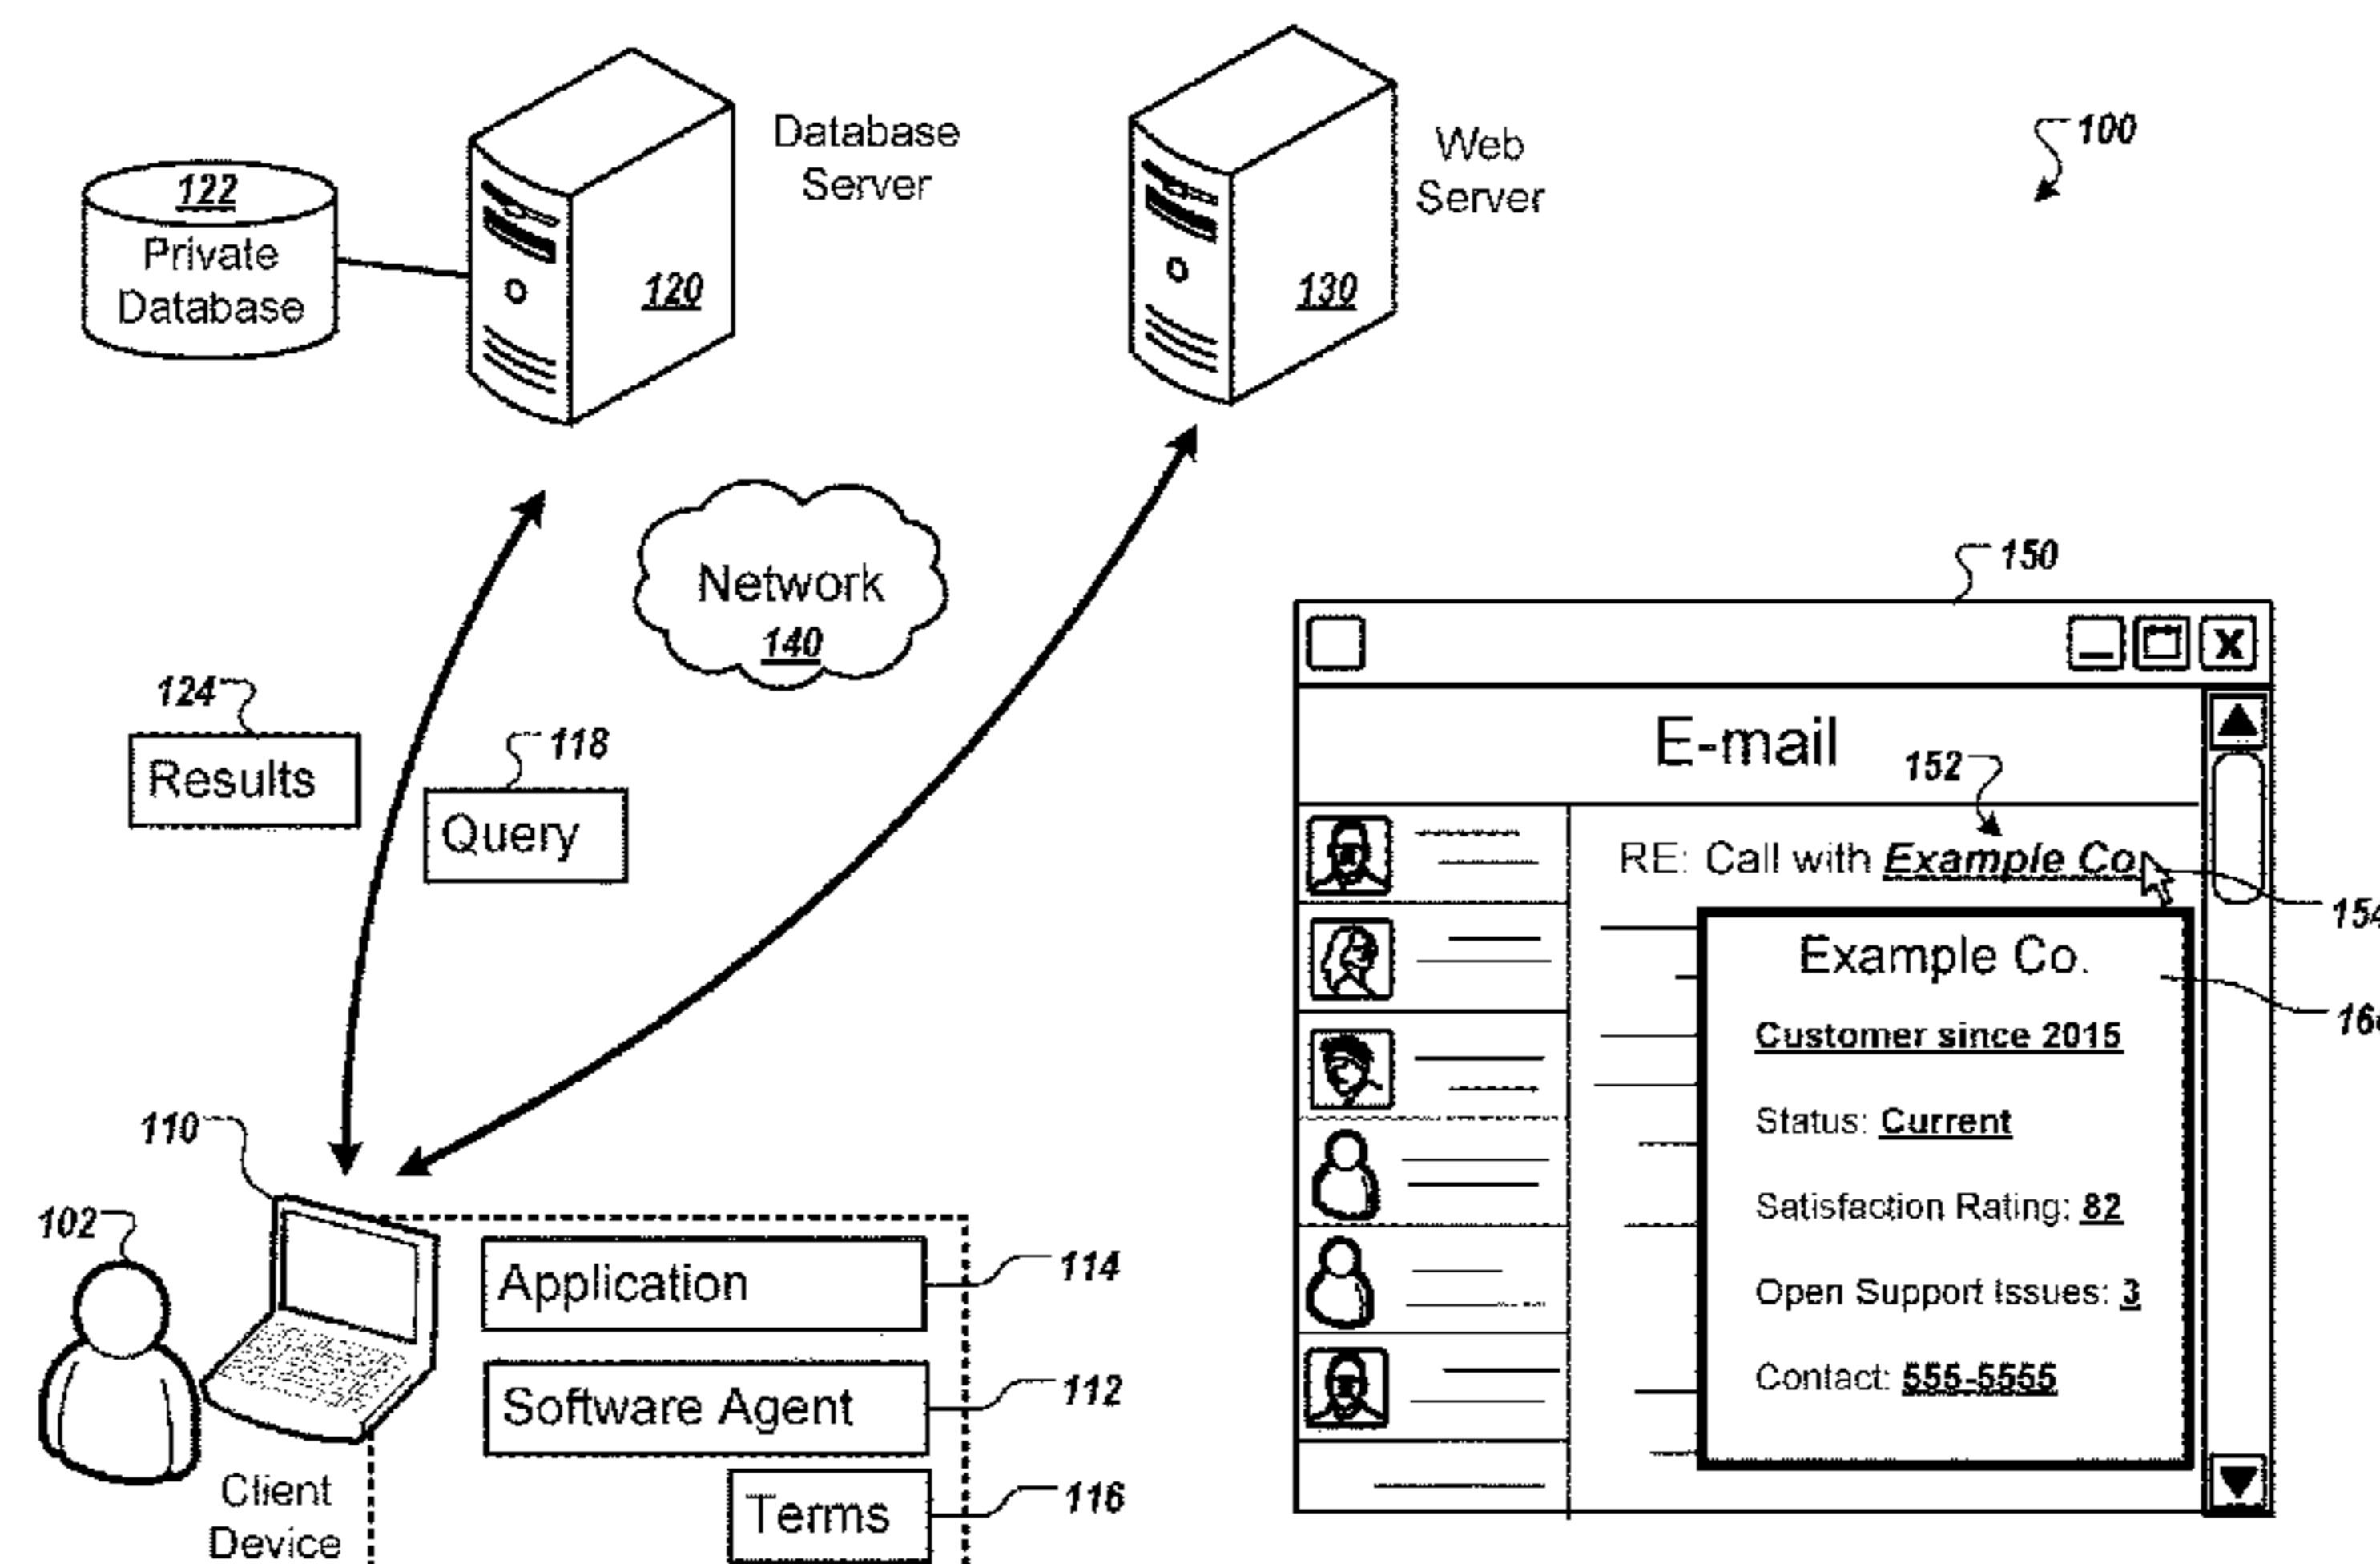 Database
Server
Web
Server
100
122
Private
Database
120
130
Network
140
150
124
Results
118
Query
E-mail
152
RE: Call with Example Co.
154
Example Co.
Customer since 2015
Status: Current
Satisfaction Rating: 82
Open Support Issues: 3
Contact: 555-5555
110
102
Application
114
Software Agent
112
Terms
116
Client
Device